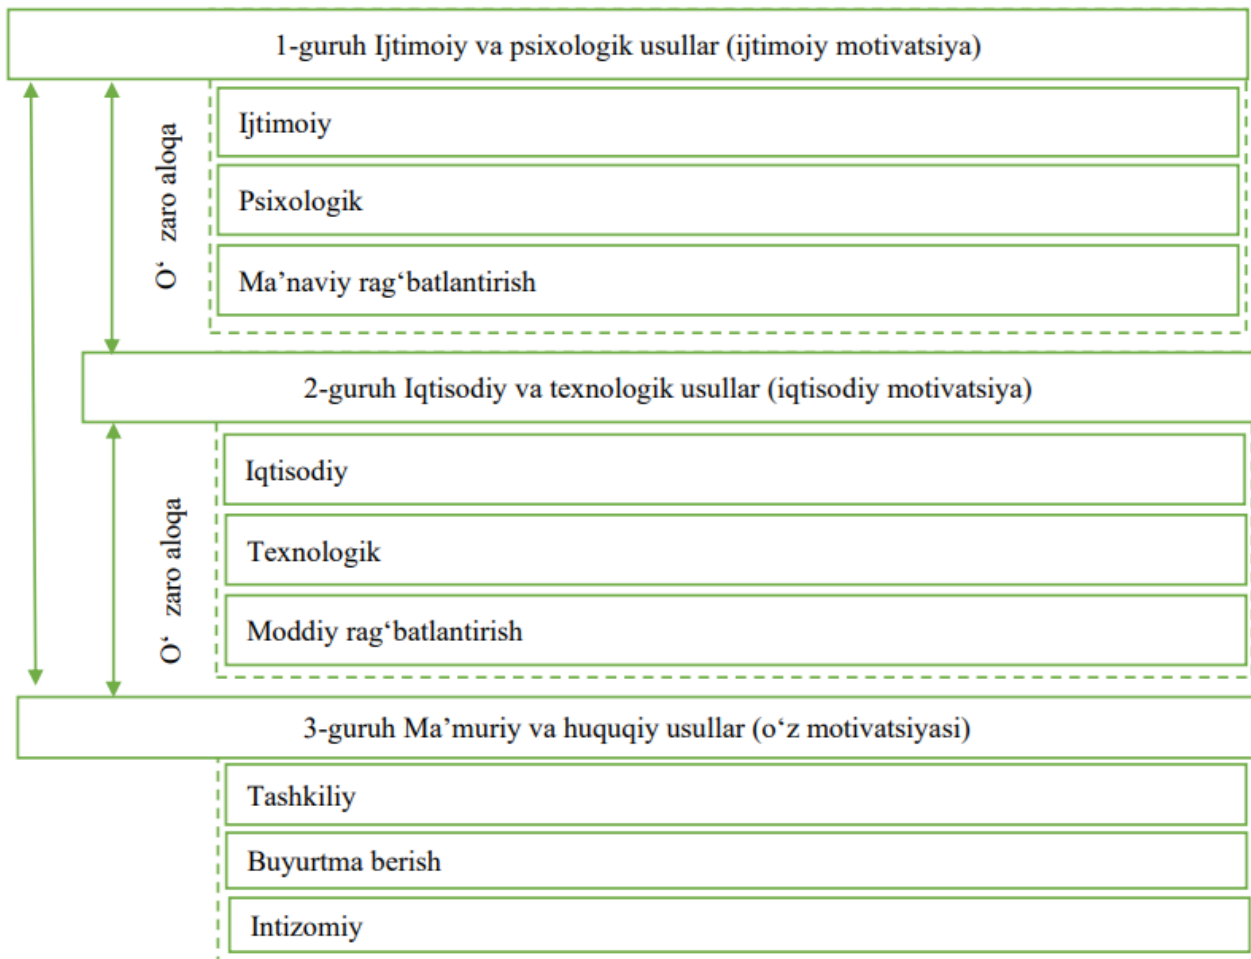 1-guruh Ijtimoiy va psixologik usullar (ijtimoiy motivatsiya)
O‘ zaro aloqa
Ijtimoiy
Psixologik
Ma’naviy rag‘batlantirish
2-guruh Iqtisodiy va texnologik usullar (iqtisodiy motivatsiya)
O‘ zaro aloqa
Iqtisodiy
Texnologik
Moddiy rag‘batlantirish
3-guruh Ma’muriy va huquqiy usullar (o‘z motivatsiyasi)
Tashkiliy
Buyurtma berish
Intizomiy